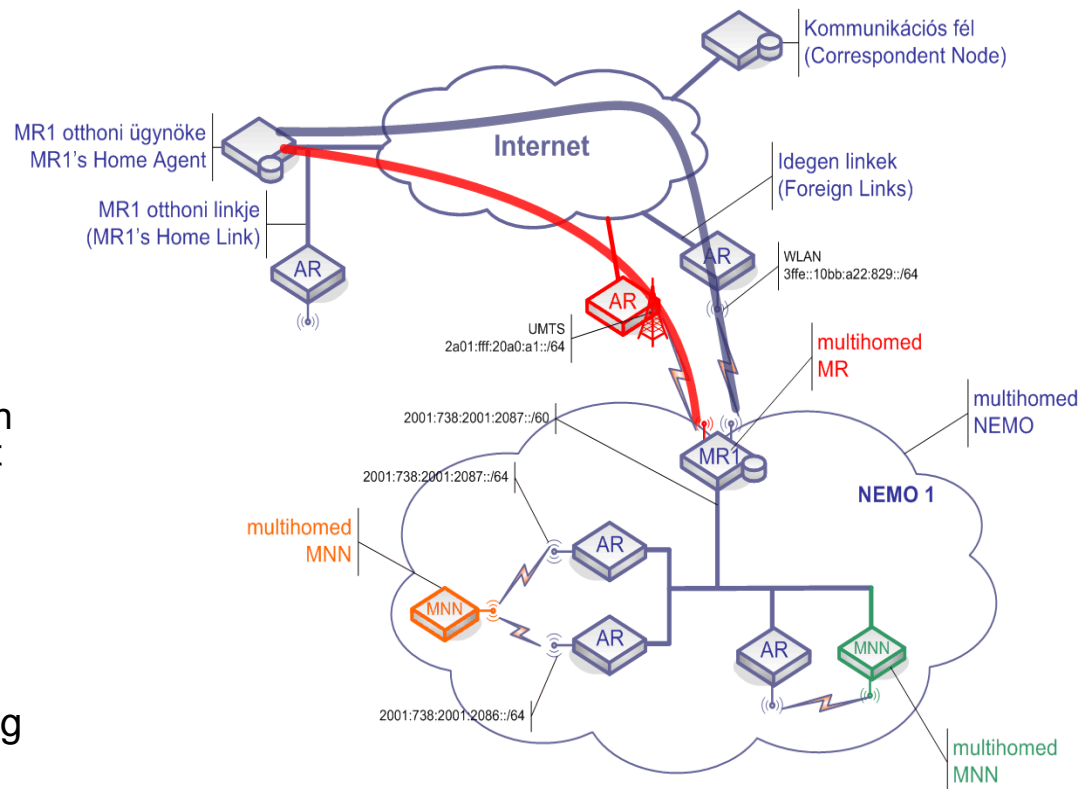 Kommunikációs fél
(Correspondent Node)
MR1 otthoni ügynöke
MR1's Home Agent
Internet
Idegen linkek
(Foreign Links)
MR1 otthoni linkje
(MR1's Home Link)
AR
AR
WLAN
3ffe::10bb:a22:829::/64
AR
UMTS
2a01:fff:20a0:a1::/64
multihomed
MR
multihomed
NEMO
2001:738:2001:2087::/60
MR1
2001:738:2001:2087::/64
NEMO 1
multihomed
MNN
AR
MNN
AR
AR
MNN
2001:738:2001:2086::/64
g
multihomed
MNN